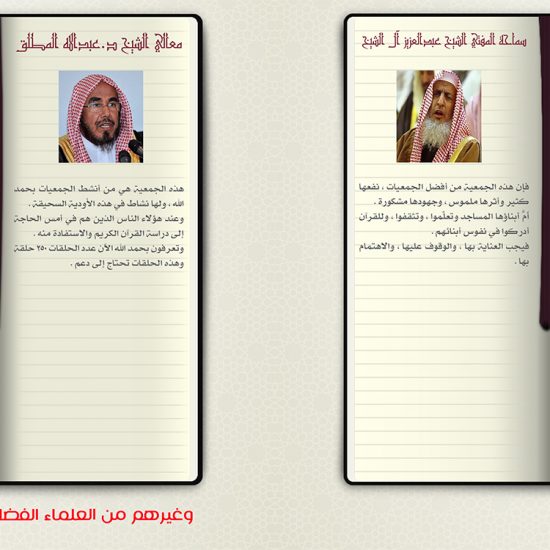 سماحة المفتي الشيخ عبدالعزيز آل الشيخ
فإن هذه الجمعية من أفضل الجمعيات ، نفعها
كثير وأثرها ملموس ، وجهودها مشكورة .
أمّ أبناؤها المساجد وتعلّموا ، وتثقفوا ، وللقرآن
أدركوا في نفوس أبنائهم .
فيجب العناية بها ، والوقوف عليها ، والاهتمام
بها .
معالي الشيخ د.عبدالله المطلق
هذه الجمعية هي من أنشط الجمعيات بحمد
الله ، ولها نشاط في هذه الأودية السحيقة .
وعند هؤلاء الناس الذين هم في أمس الحاجة
إلى دراسة القرآن الكريم والاستفادة منه .
وتعرفون بحمد الله الآن عدد الحلقات ٢٥٠ حلقة
وهذه الحلقات تحتاج إلى دعم .
وغيرهم من العلماء الفضلا